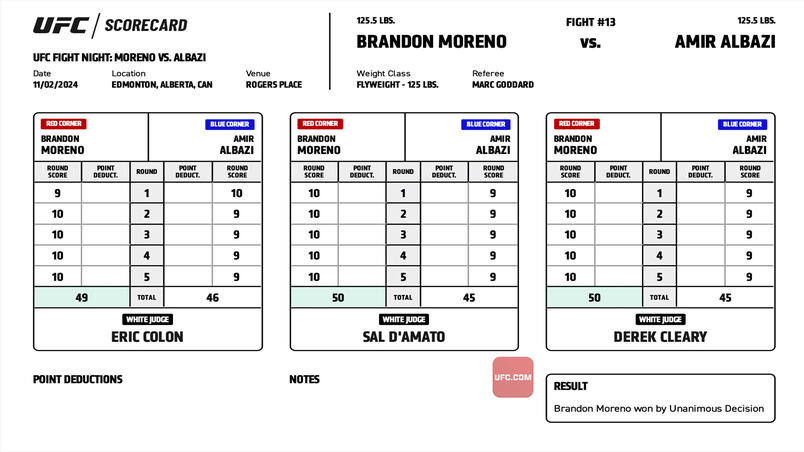 UFC / SCORECARD
UFC FIGHT NIGHT: MORENO VS. ALBAZI
Date Location Venue
11/02/2024 EDMONTON, ALBERTA, CAN ROGERS PLACE
125.5 LBS. FIGHT #13 125.5 LBS.
BRANDON MORENO vs. AMIR ALBAZI
Weight Class Referee
FLYWEIGHT - 125 LBS. MARC GODDARD
RED CORNER BLUE CORNER
BRANDON AMIR
MORENO ALBAZI
ROUND POINT ROUND POINT ROUND
SCORE DEDUCT. DEDUCT. SCORE
9 1 10
10 2 9
10 3 9
10 4 9
10 5 9
49 TOTAL 46
WHITE JUDGE
ERIC COLON
RED CORNER BLUE CORNER
BRANDON AMIR
MORENO ALBAZI
ROUND POINT ROUND POINT ROUND
SCORE DEDUCT. DEDUCT. SCORE
10 1 9
10 2 9
10 3 9
10 4 9
10 5 9
50 TOTAL 45
WHITE JUDGE
SAL D'AMATO
RED CORNER BLUE CORNER
BRANDON AMIR
MORENO ALBAZI
ROUND POINT ROUND POINT ROUND
SCORE DEDUCT. DEDUCT. SCORE
10 1 9
10 2 9
10 3 9
10 4 9
10 5 9
50 TOTAL 45
WHITE JUDGE
DEREK CLEARY
POINT DEDUCTIONS
NOTES
UFC.COM
RESULT
Brandon Moreno won by Unanimous Decision